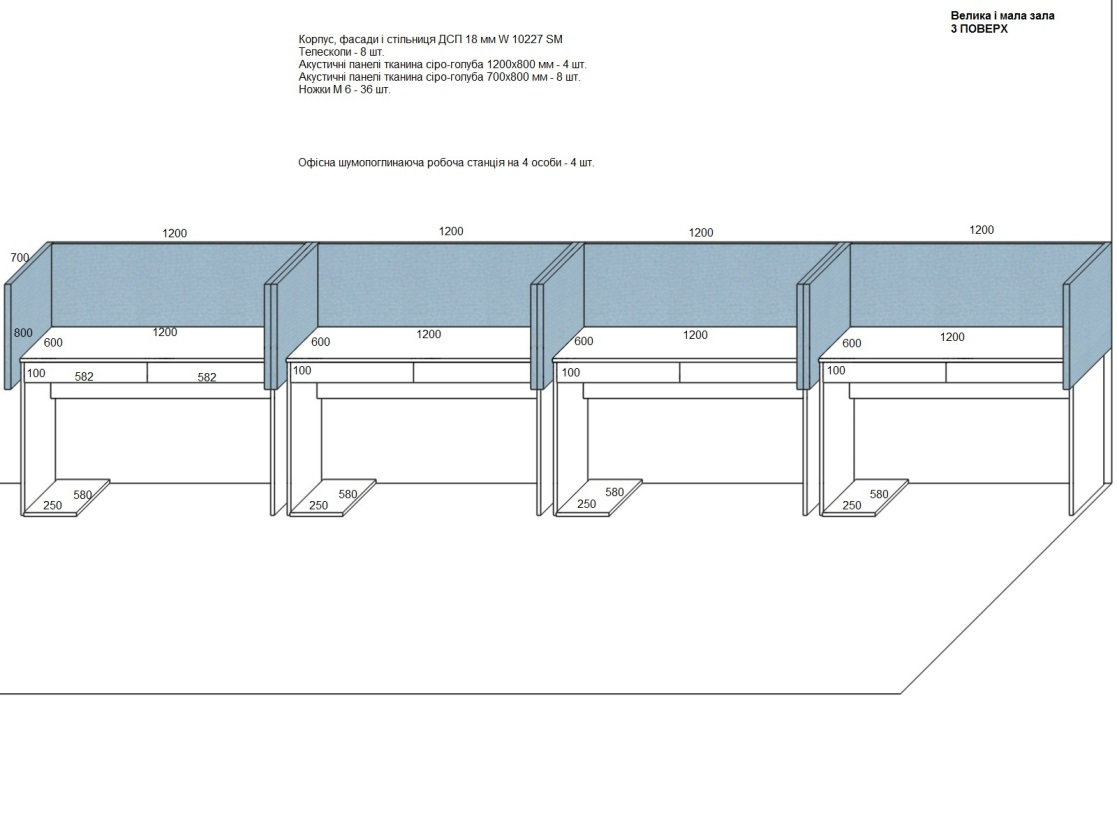 Велика і мала зала
3 ПОВЕРХ
Корпус, фасади і стільниця ДСП 18 мм W 10227 SM
Телескопи - 8 шт.
Акустичні панелі тканина сіро-голуба 1200х800 мм - 4 шт.
Акустичні панелі тканина сіро-голуба 700х800 мм - 8 шт.
Ножки М 6 - 36 шт.
Офісна шумопоглинаюча робоча станція на 4 особи - 4 шт.
1200 1200 1200 1200
700
800 1200 1200 1200 1200
600 600 600 600
100 582 582 100 100 100
580 580 580 580
250 250 250 250